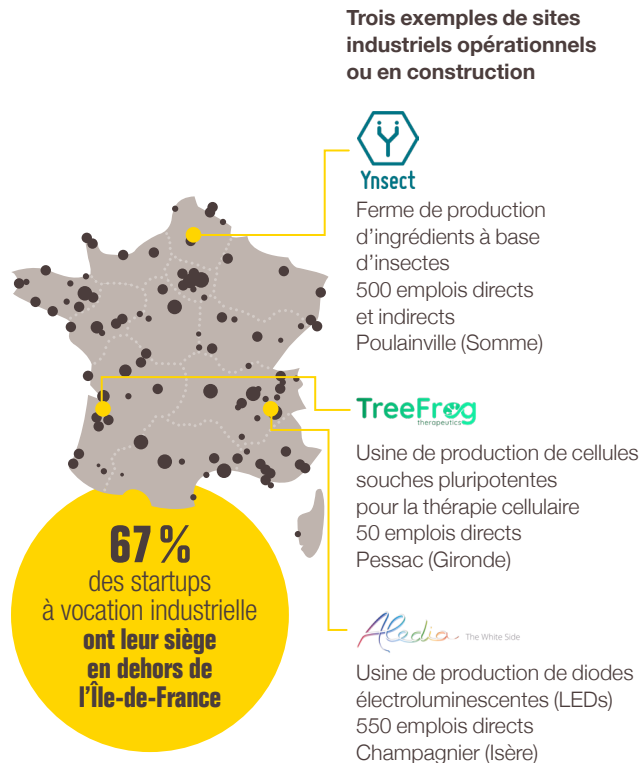 Trois exemples de sites
industriels opérationnels
ou en construction
Ynsect
Ferme de production
d'ingrédients à base
d'insectes
500 emplois directs
et indirects
Poulainville (Somme)
TreeFrog
therapeutics
Usine de production de cellules
souches pluripotentes
pour la thérapie cellulaire
50 emplois directs
Pessac (Gironde)
Aledia The White Side
Usine de production de diodes
électroluminescentes (LEDs)
550 emplois directs
Champagnier (Isère)
67 %
des startups
à vocation industrielle
ont leur siège
en dehors de
l'Île-de-France